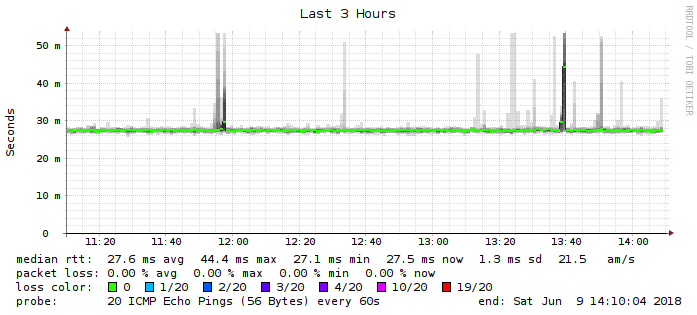 Last 3 Hours
RRDTOOL / TOBI OETIKER
Seconds
50 m
40 m
30 m
20 m
10 m
0
11:20 11:40 12:00 12:20 12:40 13:00 13:20 13:40 14:00
median rtt: 27.6 ms avg 44.4 ms max 27.1 ms min 27.5 ms now 1.3 ms sd 21.5 am/s
packet loss: 0.00 % avg 0.00 % max 0.00 % min 0.00 % now
loss color: 0 1/20 2/20 3/20 4/20 10/20 19/20
probe: 20 ICMP Echo Pings (56 Bytes) every 60s end: Sat Jun 9 14:10:04 2018